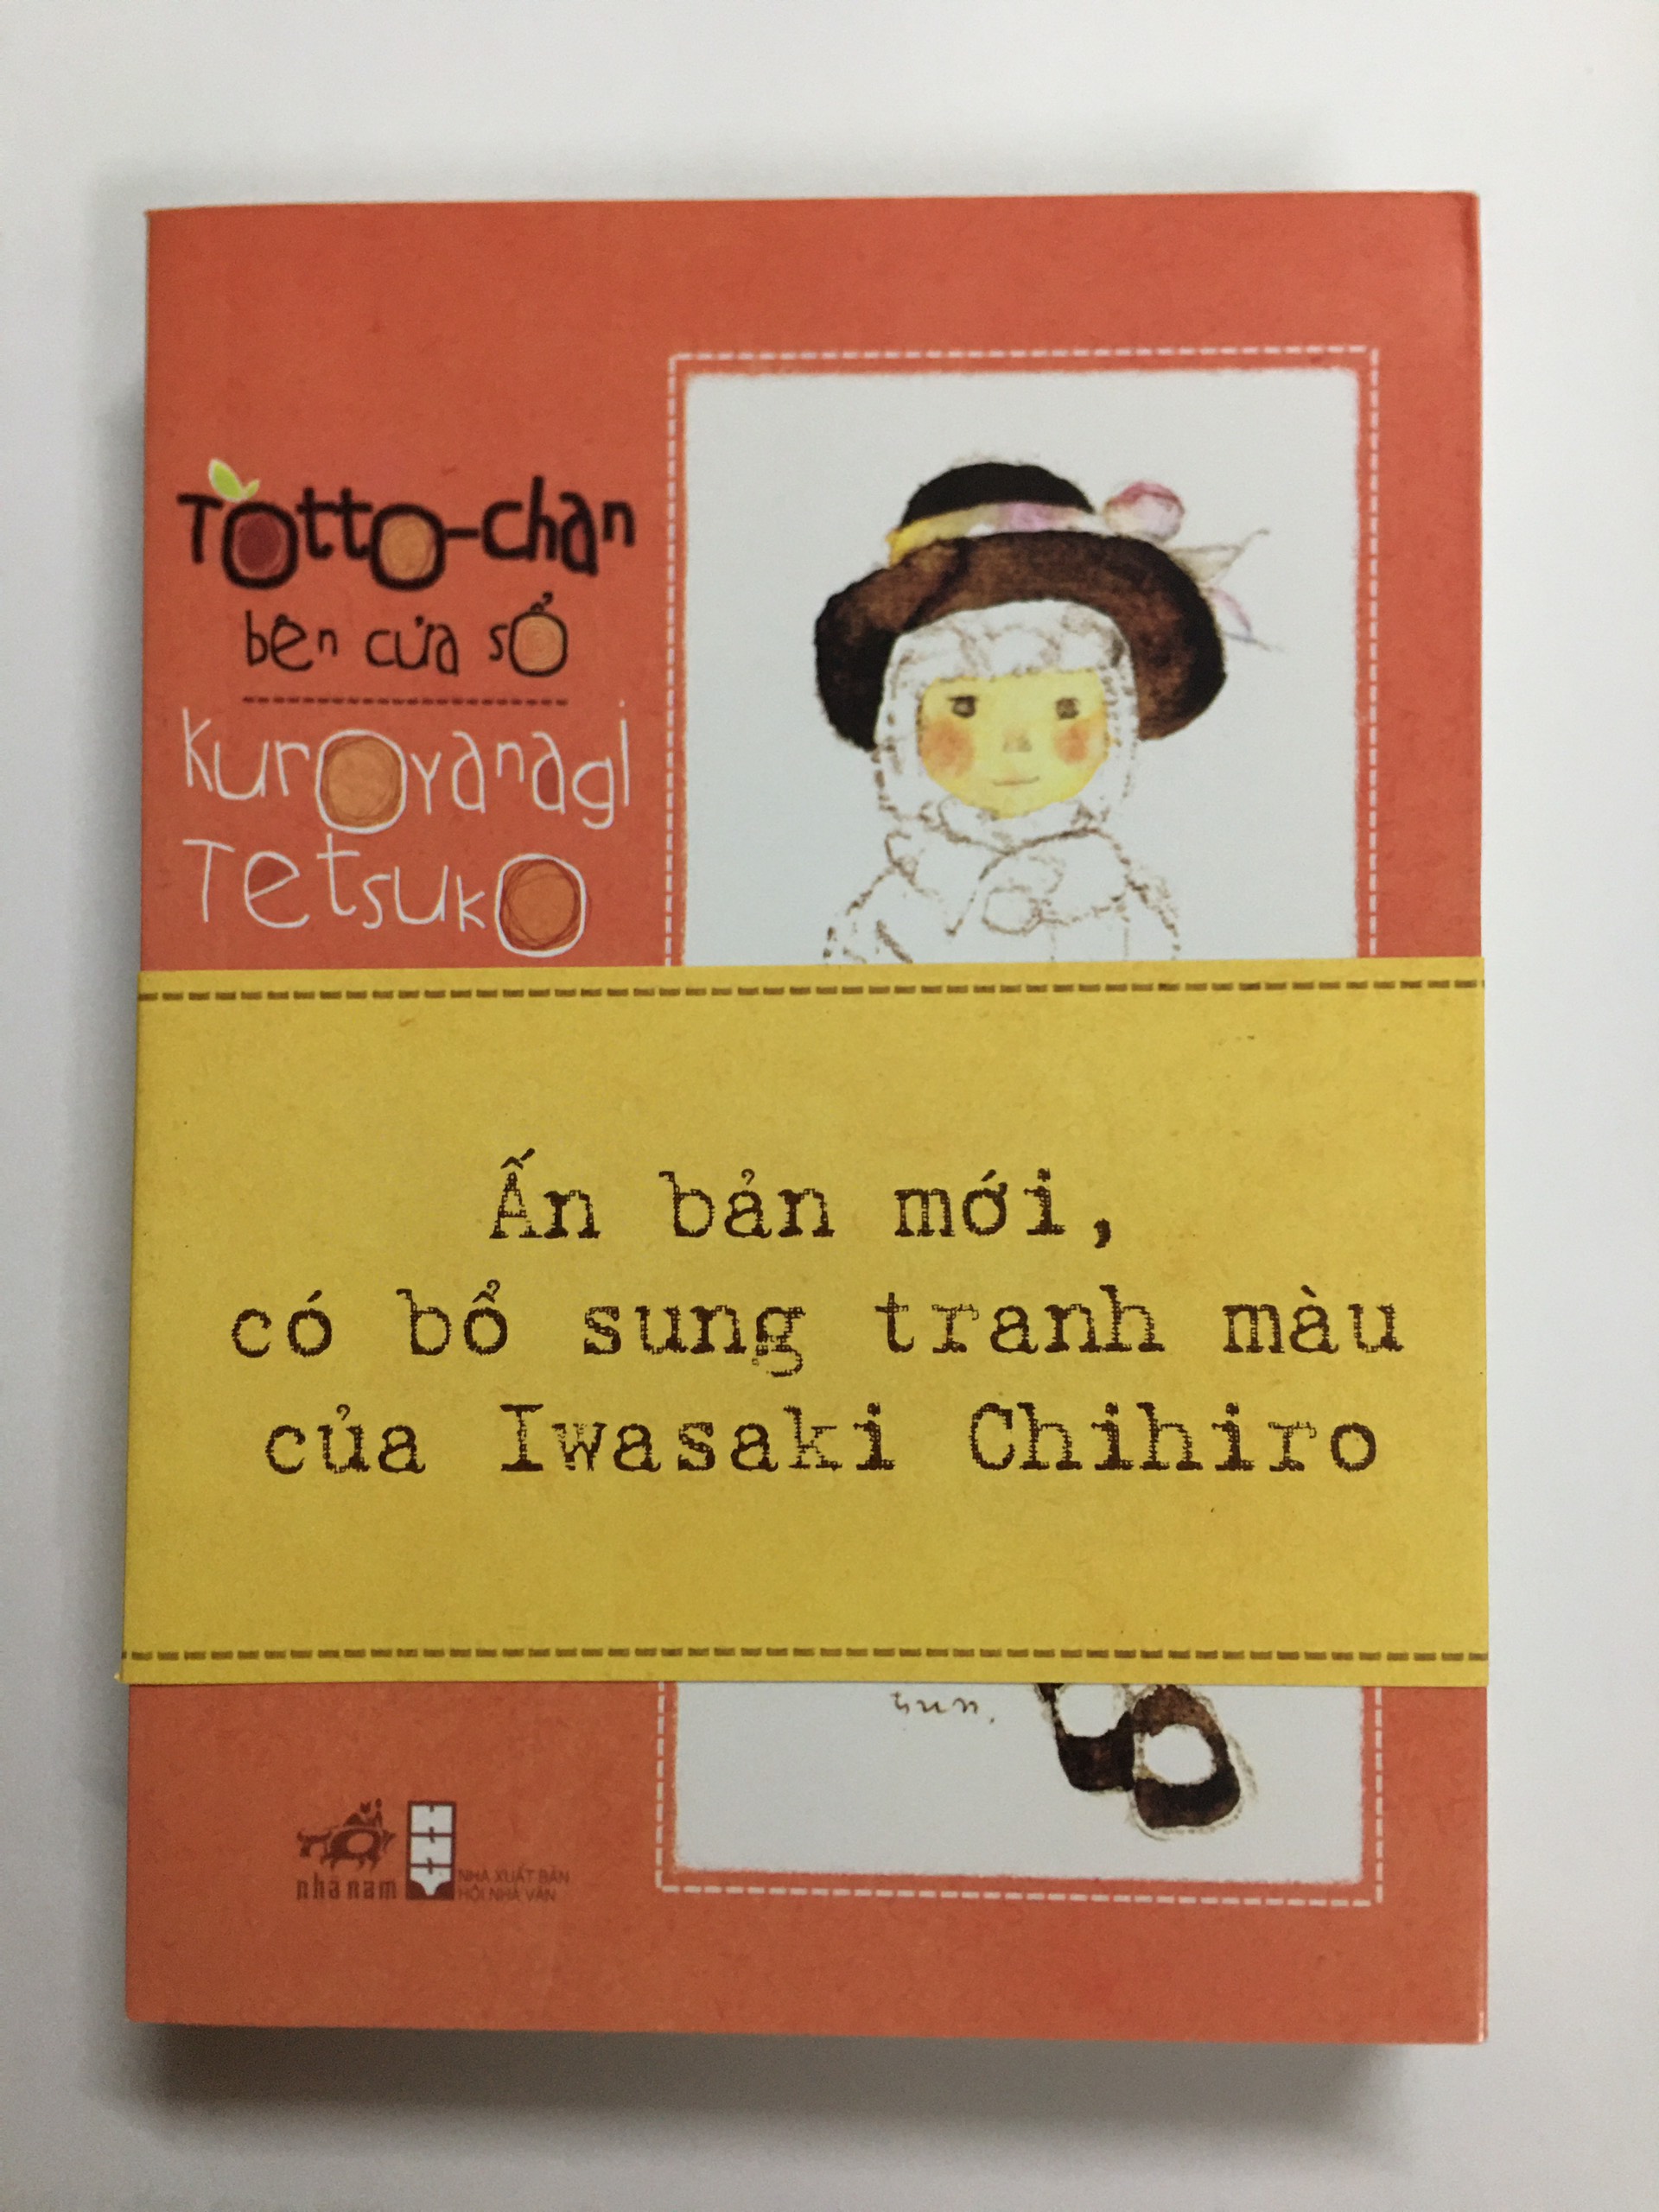 Totto-chan
bên cửa sổ
Kuroyanagi
Tetsuko
Ấn bản mới,
có bổ sung tranh màu
của Iwasaki Chihiro
nhã nam
NHÀ XUẤT BẢN
HỘI NHÀ VĂN